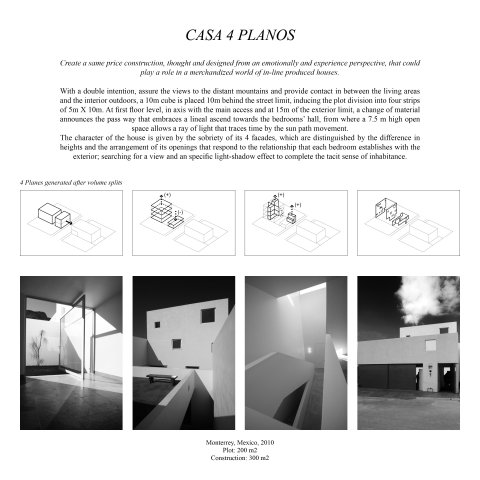 CASA 4 PLANOS
Create a same price construction, thought and designed from an emotionally and experience perspective, that could
play a role in a merchandized world of in-line produced houses.
With a double intention, assure the views to the distant mountains and provide contact in between the living areas
and the interior outdoors, a 10m cube is placed 10m behind the street limit, inducing the plot division into four strips
of 5m X 10m. At first floor level, in axis with the main access and at 15m of the exterior limit, a change of material
announces the pass way that embraces a lineal ascend towards the bedrooms' hall, from where a 7.5 m high open
space allows a ray of light that traces time by the sun path movement.
The character of the house is given by the sobriety of its 4 facades, which are distinguished by the difference in
heights and the arrangement of its openings that respond to the relationship that each bedroom establishes with the
exterior; searching for a view and an specific light-shadow effect to complete the tacit sense of inhabitance.
4 Planes generated after volume splits
(+)
(-)
(+)
(+)
Monterrey, Mexico, 2010
Plot: 200 m2
Construction: 300 m2